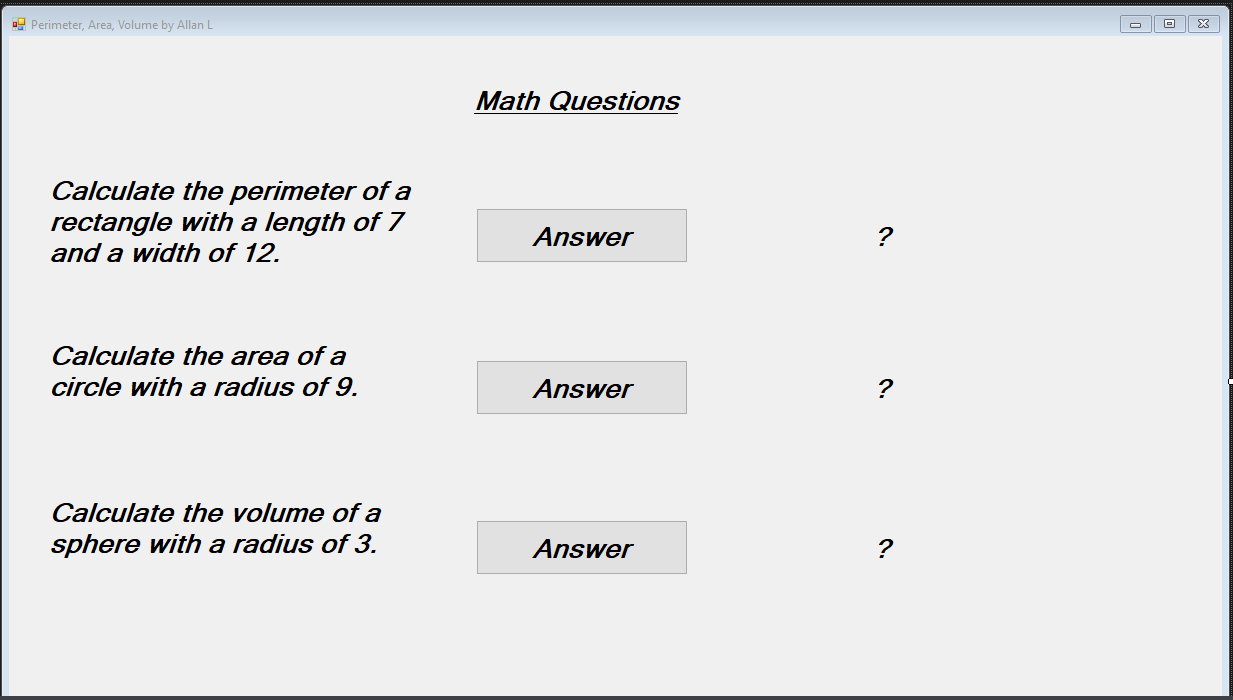 Perimeter, Area, Volume by Allan L
Math Questions
Calculate the perimeter of a
rectangle with a length of 7
and a width of 12.
Answer
?
Calculate the area of a
circle with a radius of 9.
Answer
?
Calculate the volume of a
sphere with a radius of 3.
Answer
?